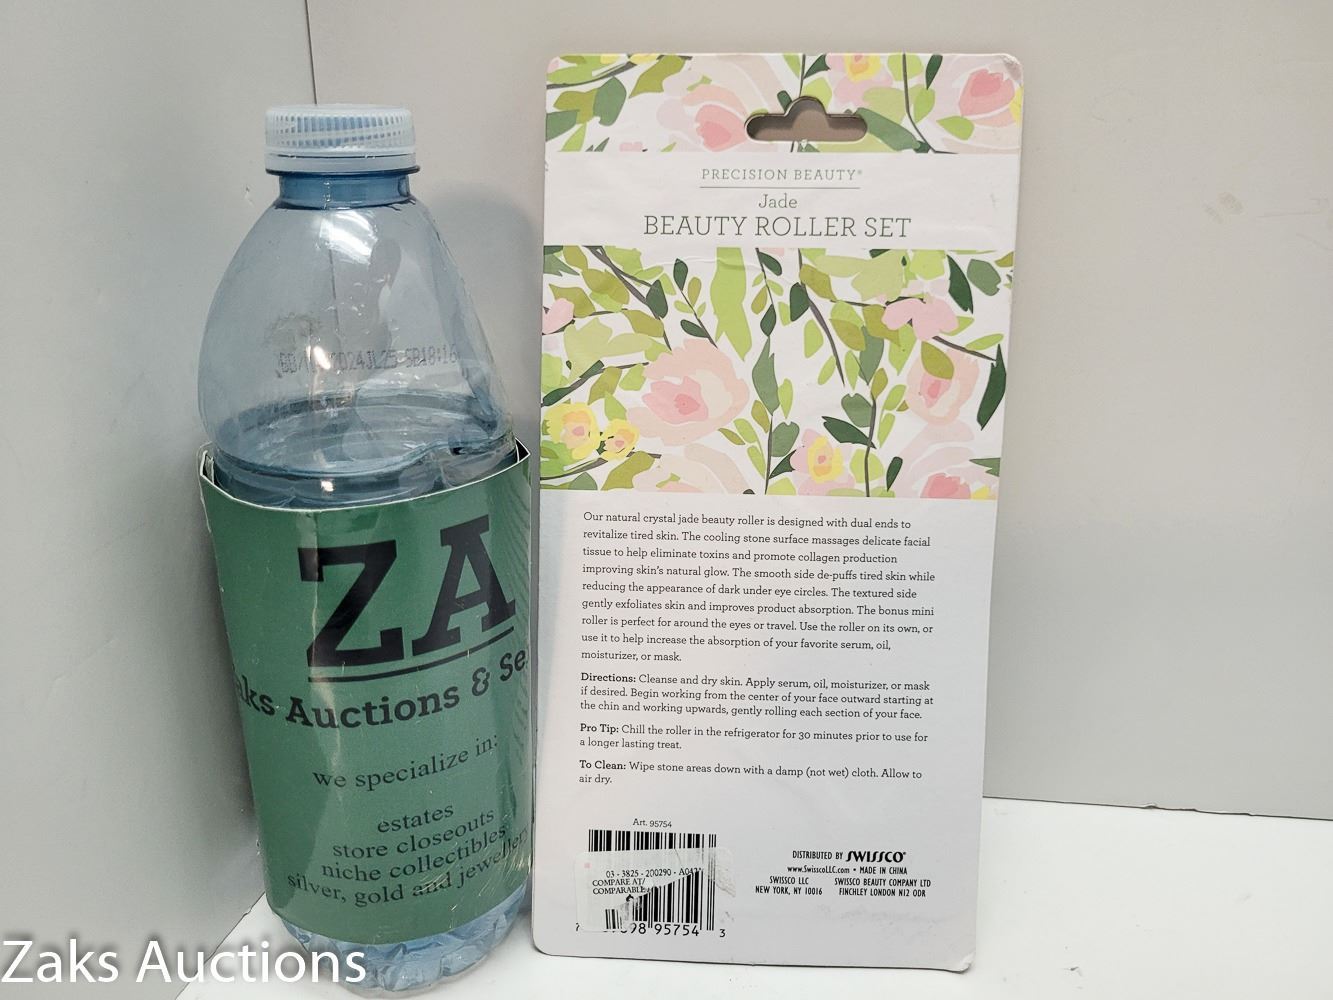 PRECISION BEAUTY®
Jade
BEAUTY ROLLER SET
Our natural crystal jade beauty roller is designed with dual ends to
revitalize tired skin. The cooling stone surface massages delicate facial
tissue to help eliminate toxins and promote collagen production
improving skin's natural glow. The smooth side de-puffs tired skin while
reducing the appearance of dark under eye circles. The textured side
gently exfoliates skin and improves product absorption. The bonus mini
roller is perfect for around the eyes or travel. Use the roller on its own, or
use it to help increase the absorption of your favorite serum, oil,
moisturizer, or mask.
Directions: Cleanse and dry skin. Apply serum, oil, moisturizer, or mask
if desired. Begin working from the center of your face outward starting at
the chin and working upwards, gently rolling each section of your face.
Pro Tip: Chill the roller in the refrigerator for 30 minutes prior to use for
a longer lasting treat.
To Clean: Wipe stone areas down with a damp (not wet) cloth. Allow to
air dry.
Art. 95754
03 - 3825 - 200290 -
COMPARE AT/
COMPARABLE
98 95754 3
DISTRIBUTED BY SWISSCO®
www.SwisscoLLC.com • MADE IN CHINA
SWISSCO LLC SWISSCO BEAUTY COMPANY LTD
NEW YORK, NY 10016 FINCHLEY LONDON N12 0DR
2024JL25 SB18:16
ZA
aks Auctions & Se
we specialize in:
estates
store closeouts
niche collectibles
silver, gold and jewellery
Zaks Auctions